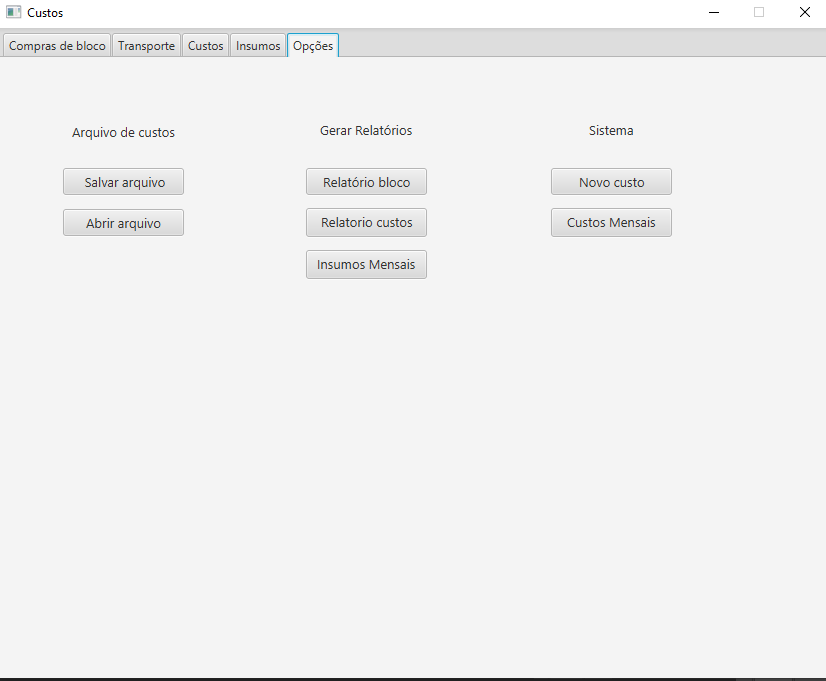 Custos
Compras de bloco Transporte Custos Insumos Opções
Arquivo de custos
Salvar arquivo
Abrir arquivo
Gerar Relatórios
Relatório bloco
Relatorio custos
Insumos Mensais
Sistema
Novo custo
Custos Mensais